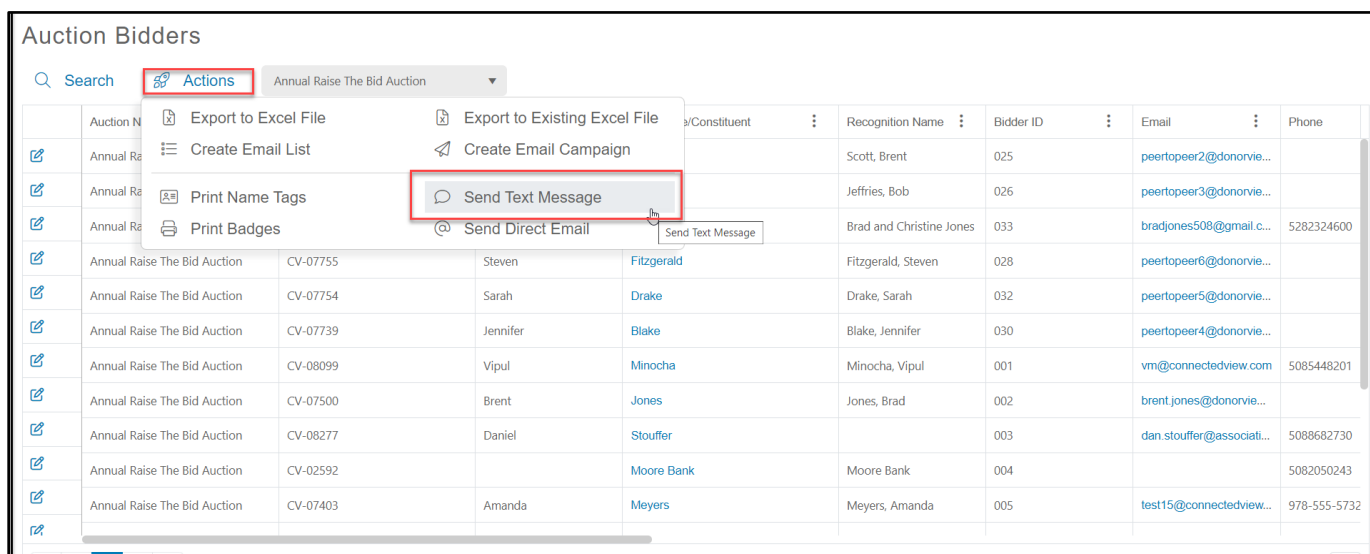 Auction Bidders
Search Actions Annual Raise The Bid Auction
Auction N e/Constituent Recognition Name Bidder ID Email Phone
Export to Excel File Export to Existing Excel File
Create Email List Create Email Campaign
Print Name Tags Send Text Message
Print Badges Send Direct Email
Send Text Message
Annual Ra Scott, Brent 025 peertopeer2@donorvie...
Annual Ra Jeffries, Bob 026 peertopeer3@donorvie...
Annual Ra Brad and Christine Jones 033 bradjones508@gmail.c... 5282324600
Annual Raise The Bid Auction CV-07755 Steven Fitzgerald Fitzgerald, Steven 028 peertopeer6@donorvie...
Annual Raise The Bid Auction CV-07754 Sarah Drake Drake, Sarah 032 peertopeer5@donorvie...
Annual Raise The Bid Auction CV-07739 Jennifer Blake Blake, Jennifer 030 peertopeer4@donorvie...
Annual Raise The Bid Auction CV-08099 Vipul Minocha Minocha, Vipul 001 vm@connectedview.com 5085448201
Annual Raise The Bid Auction CV-07500 Brent Jones Jones, Brad 002 brent.jones@donorvie...
Annual Raise The Bid Auction CV-08277 Daniel Stouffer 003 dan.stouffer@associati... 5088682730
Annual Raise The Bid Auction CV-02592 Moore Bank Moore Bank 004 5082050243
Annual Raise The Bid Auction CV-07403 Amanda Meyers Meyers, Amanda 005 test15@connectedview... 978-555-5732